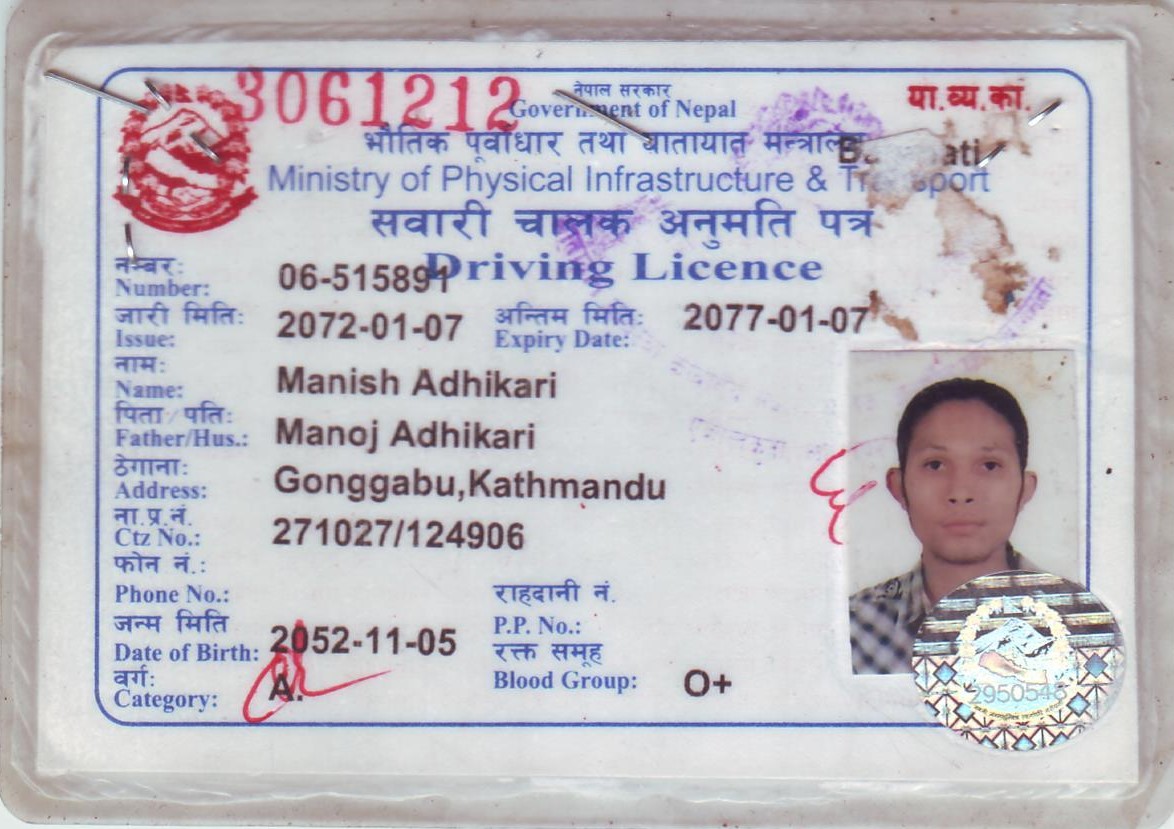 3061212
नेपाल सरकार
Government of Nepal
या.व्य.का.
भौतिक पूर्वाधार तथा यातायात मन्त्रालय
Ministry of Physical Infrastructure & Transport
सवारी चालक अनुमति पत्र
Driving Licence
नम्बर:
Number: 06-515891
जारी मिति: अन्तिम मिति:
Issue: 2072-01-07 Expiry Date: 2077-01-07
नाम:
Name: Manish Adhikari
पिता/पति:
Father/Hus.: Manoj Adhikari
ठेगाना:
Address: Gonggabu,Kathmandu
ना.प्र.नं.
Ctz No.: 271027/124906
फोन नं.:
Phone No.: राहदानी नं.
जन्म मिति P.P. No.:
Date of Birth: 2052-11-05 रक्त समूह
वर्ग: Blood Group: O+
Category: A.
2950548